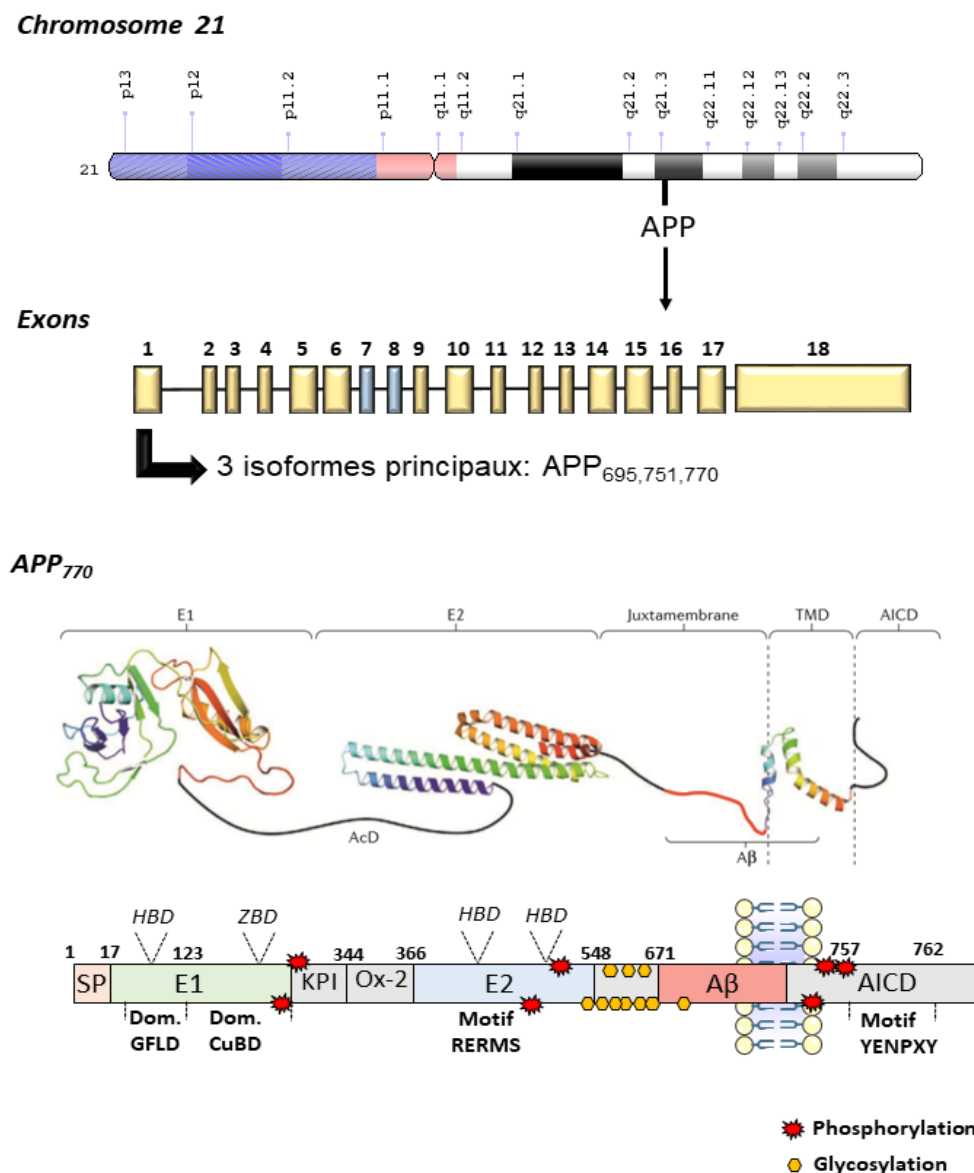 Chromosome 21
p13 p12 p11.2 p11.1 q11.1 q11.2 q21.1 q21.2 q21.3 q22.11 q22.12 q22.13 q22.2 q22.3
21
APP
Exons
1 2 3 4 5 6 7 8 9 10 11 12 13 14 15 16 17 18
3 isoformes principaux: APP695,751,770
APP770
E1 E2 Juxtamembrane TMD AICD
AcD
Aβ
HBD ZBD HBD HBD
1 17 123 344 366 548 671 757 762
SP E1 KPI Ox-2 E2 Aβ AICD
Dom. Dom. Motif Motif
GFLD CuBD RERMS YENPXY
Phosphorylation
Glycosylation